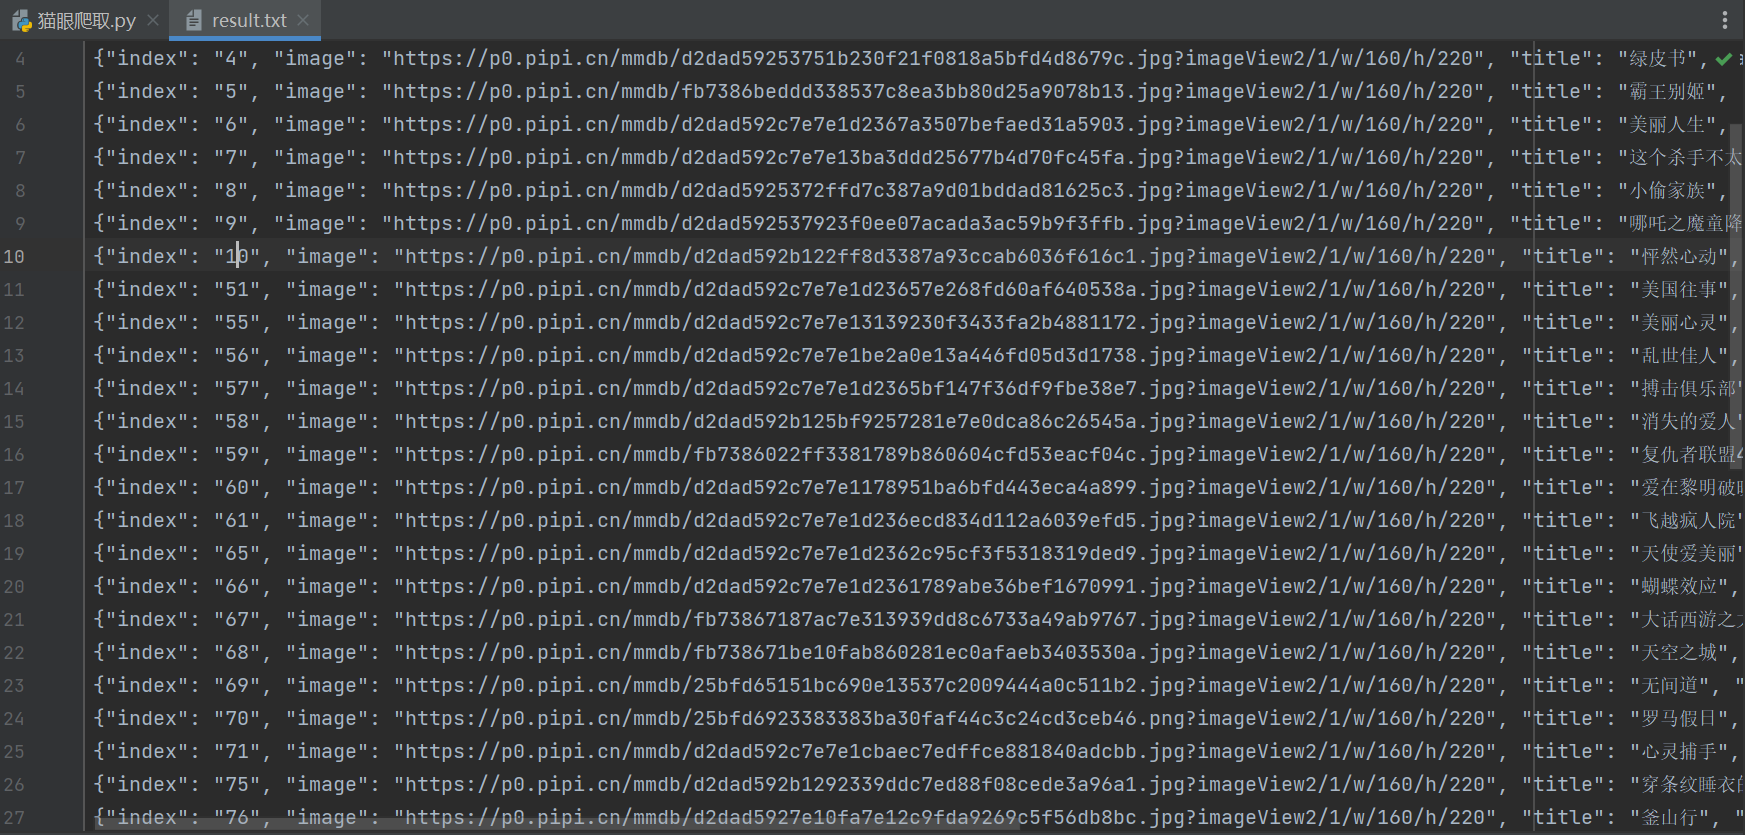 猫眼爬取.py
result.txt
4 {"index": "4", "image": "https://p0.pipi.cn/mmdb/d2dad59253751b230f21f0818a5bfd4d8679c.jpg?imageView2/1/w/160/h/220", "title": "绿皮书",
5 {"index": "5", "image": "https://p0.pipi.cn/mmdb/fb7386beddd338537c8ea3bb80d25a9078b13.jpg?imageView2/1/w/160/h/220", "title": "霸王别姬",
6 {"index": "6", "image": "https://p0.pipi.cn/mmdb/d2dad592c7e7e1d2367a3507befaed31a5903.jpg?imageView2/1/w/160/h/220", "title": "美丽人生",
7 {"index": "7", "image": "https://p0.pipi.cn/mmdb/d2dad592c7e7e13ba3ddd25677b4d70fc45fa.jpg?imageView2/1/w/160/h/220", "title": "这个杀手不太
8 {"index": "8", "image": "https://p0.pipi.cn/mmdb/d2dad5925372ffd7c387a9d01bddad81625c3.jpg?imageView2/1/w/160/h/220", "title": "小偷家族",
9 {"index": "9", "image": "https://p0.pipi.cn/mmdb/d2dad592537923f0ee07acada3ac59b9f3ffb.jpg?imageView2/1/w/160/h/220", "title": "哪吒之魔童降
10 {"index": "10", "image": "https://p0.pipi.cn/mmdb/d2dad592b122ff8d3387a93ccab6036f616c1.jpg?imageView2/1/w/160/h/220", "title": "怦然心动",
11 {"index": "51", "image": "https://p0.pipi.cn/mmdb/d2dad592c7e7e1d23657e268fd60af640538a.jpg?imageView2/1/w/160/h/220", "title": "美国往事",
12 {"index": "55", "image": "https://p0.pipi.cn/mmdb/d2dad592c7e7e13139230f3433fa2b4881172.jpg?imageView2/1/w/160/h/220", "title": "美丽心灵",
13 {"index": "56", "image": "https://p0.pipi.cn/mmdb/d2dad592c7e7e1be2a0e13a446fd05d3d1738.jpg?imageView2/1/w/160/h/220", "title": "乱世佳人",
14 {"index": "57", "image": "https://p0.pipi.cn/mmdb/d2dad592c7e7e1d2365bf147f36df9fbe38e7.jpg?imageView2/1/w/160/h/220", "title": "搏击俱乐部"
15 {"index": "58", "image": "https://p0.pipi.cn/mmdb/d2dad592b125bf9257281e7e0dca86c26545a.jpg?imageView2/1/w/160/h/220", "title": "消失的爱人"
16 {"index": "59", "image": "https://p0.pipi.cn/mmdb/fb7386022ff3381789b860604cfd53eacf04c.jpg?imageView2/1/w/160/h/220", "title": "复仇者联盟4
17 {"index": "60", "image": "https://p0.pipi.cn/mmdb/d2dad592c7e7e1178951ba6bfd443eca4a899.jpg?imageView2/1/w/160/h/220", "title": "爱在黎明破晓
18 {"index": "61", "image": "https://p0.pipi.cn/mmdb/d2dad592c7e7e1d236ecd834d112a6039efd5.jpg?imageView2/1/w/160/h/220", "title": "飞越疯人院"
19 {"index": "65", "image": "https://p0.pipi.cn/mmdb/d2dad592c7e7e1d2362c95cf3f5318319ded9.jpg?imageView2/1/w/160/h/220", "title": "天使爱美丽"
20 {"index": "66", "image": "https://p0.pipi.cn/mmdb/d2dad592c7e7e1d2361789abe36bef1670991.jpg?imageView2/1/w/160/h/220", "title": "蝴蝶效应",
21 {"index": "67", "image": "https://p0.pipi.cn/mmdb/fb73867187ac7e313939dd8c6733a49ab9767.jpg?imageView2/1/w/160/h/220", "title": "大话西游之
22 {"index": "68", "image": "https://p0.pipi.cn/mmdb/fb738671be10fab860281ec0afaeb3403530a.jpg?imageView2/1/w/160/h/220", "title": "天空之城",
23 {"index": "69", "image": "https://p0.pipi.cn/mmdb/25bfd65151bc690e13537c2009444a0c511b2.jpg?imageView2/1/w/160/h/220", "title": "无间道", "
24 {"index": "70", "image": "https://p0.pipi.cn/mmdb/25bfd6923383383ba30faf44c3c24cd3ceb46.png?imageView2/1/w/160/h/220", "title": "罗马假日",
25 {"index": "71", "image": "https://p0.pipi.cn/mmdb/d2dad592c7e7e1cbaec7edffce881840adcbb.jpg?imageView2/1/w/160/h/220", "title": "心灵捕手",
26 {"index": "75", "image": "https://p0.pipi.cn/mmdb/d2dad592b1292339ddc7ed88f08cede3a96a1.jpg?imageView2/1/w/160/h/220", "title": "穿条纹睡衣的
27 {"index": "76", "image": "https://p0.pipi.cn/mmdb/d2dad5927e10fa7e12c9fda9269c5f56db8bc.jpg?imageView2/1/w/160/h/220", "title": "釜山行", "